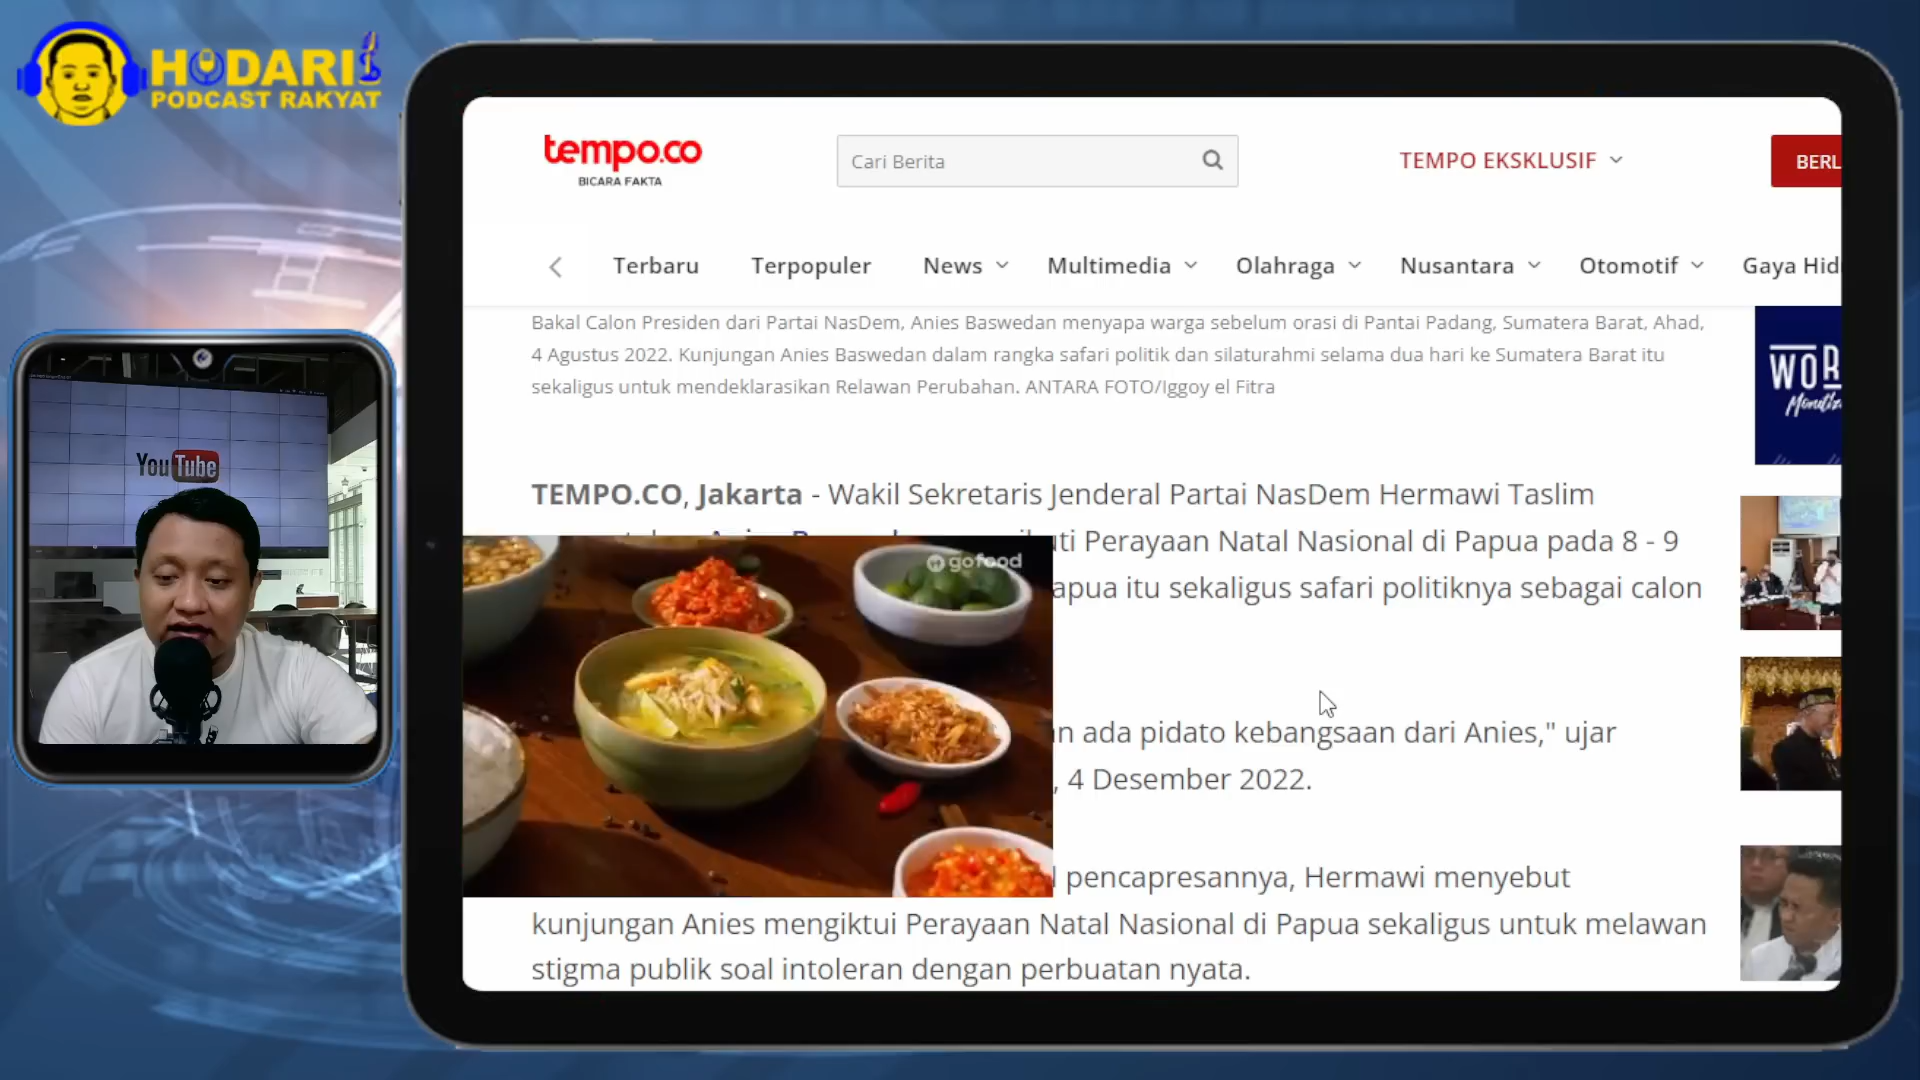 HODARI
PODCAST RAKYAT
YouTube
tempo.co
BICARA FAKTA
Cari Berita
TEMPO EKSKLUSIF
BERL
Terbaru
Terpopuler
News
Multimedia
Olahraga
Nusantara
Otomotif
Gaya Hid
Bakal Calon Presiden dari Partai NasDem, Anies Baswedan menyapa warga sebelum orasi di Pantai Padang, Sumatera Barat, Ahad,
4 Agustus 2022. Kunjungan Anies Baswedan dalam rangka safari politik dan silaturahmi selama dua hari ke Sumatera Barat itu
sekaligus untuk mendeklarasikan Relawan Perubahan. ANTARA FOTO/Iggoy el Fitra
WOR
TEMPO.CO, Jakarta - Wakil Sekretaris Jenderal Partai NasDem Hermawi Taslim
uti Perayaan Natal Nasional di Papua pada 8 - 9
apua itu sekaligus safari politiknya sebagai calon
gofood
n ada pidato kebangsaan dari Anies," ujar
, 4 Desember 2022.
l pencapresannya, Hermawi menyebut
kunjungan Anies mengiktui Perayaan Natal Nasional di Papua sekaligus untuk melawan
stigma publik soal intoleran dengan perbuatan nyata.